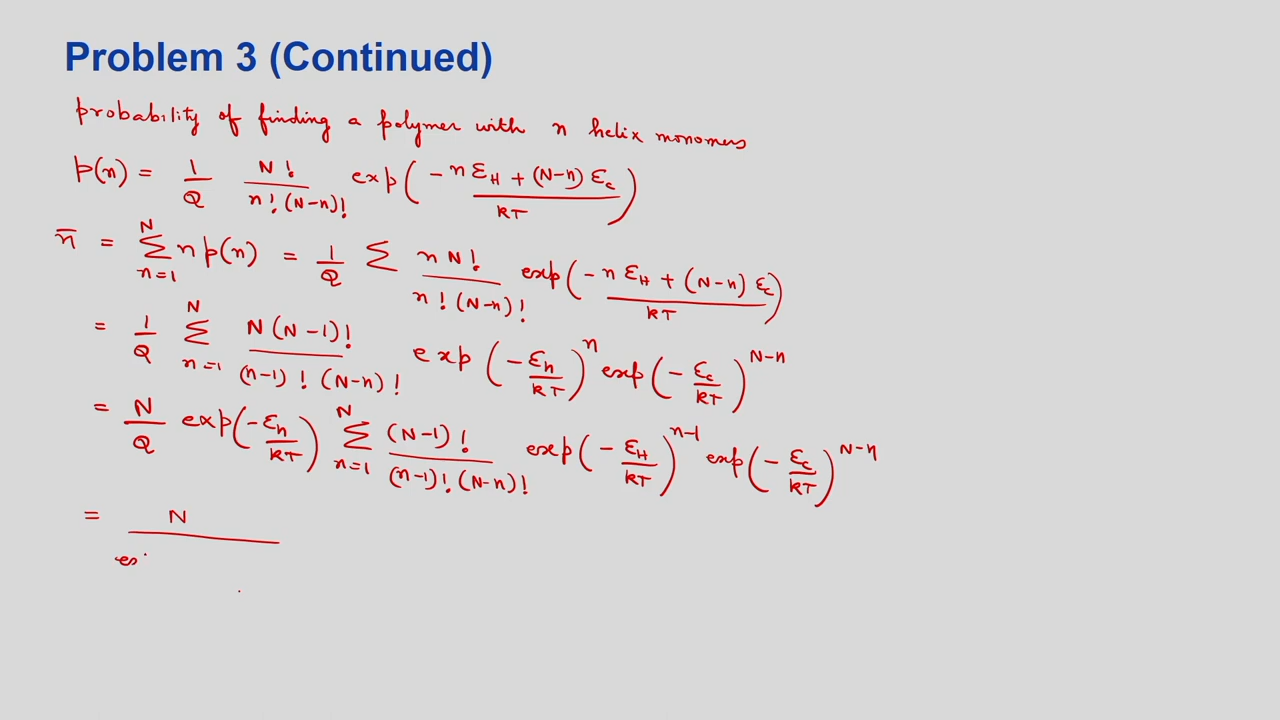 Problem 3 (Continued)
probability of finding a polymer with n helix monomers
p(n) = 1/Q N!/n!(N-n)! exp(-nε_H + (N-n)ε_c/kT)
n̄ = Σ_{n=1}^{N} n p(n) = 1/Q Σ nN!/n!(N-n)! exp(-nε_H + (N-n)ε_c/kT)
= 1/Q Σ_{n=1}^{N} N(N-1)!/(n-1)!(N-n)! exp(-ε_n/kT)^n exp(-ε_c/kT)^{N-n}
= N/Q exp(-ε_n/kT) Σ_{n=1}^{N} (N-1)!/(n-1)!(N-n)! exp(-ε_H/kT)^{n-1} exp(-ε_c/kT)^{N-n}
= N/